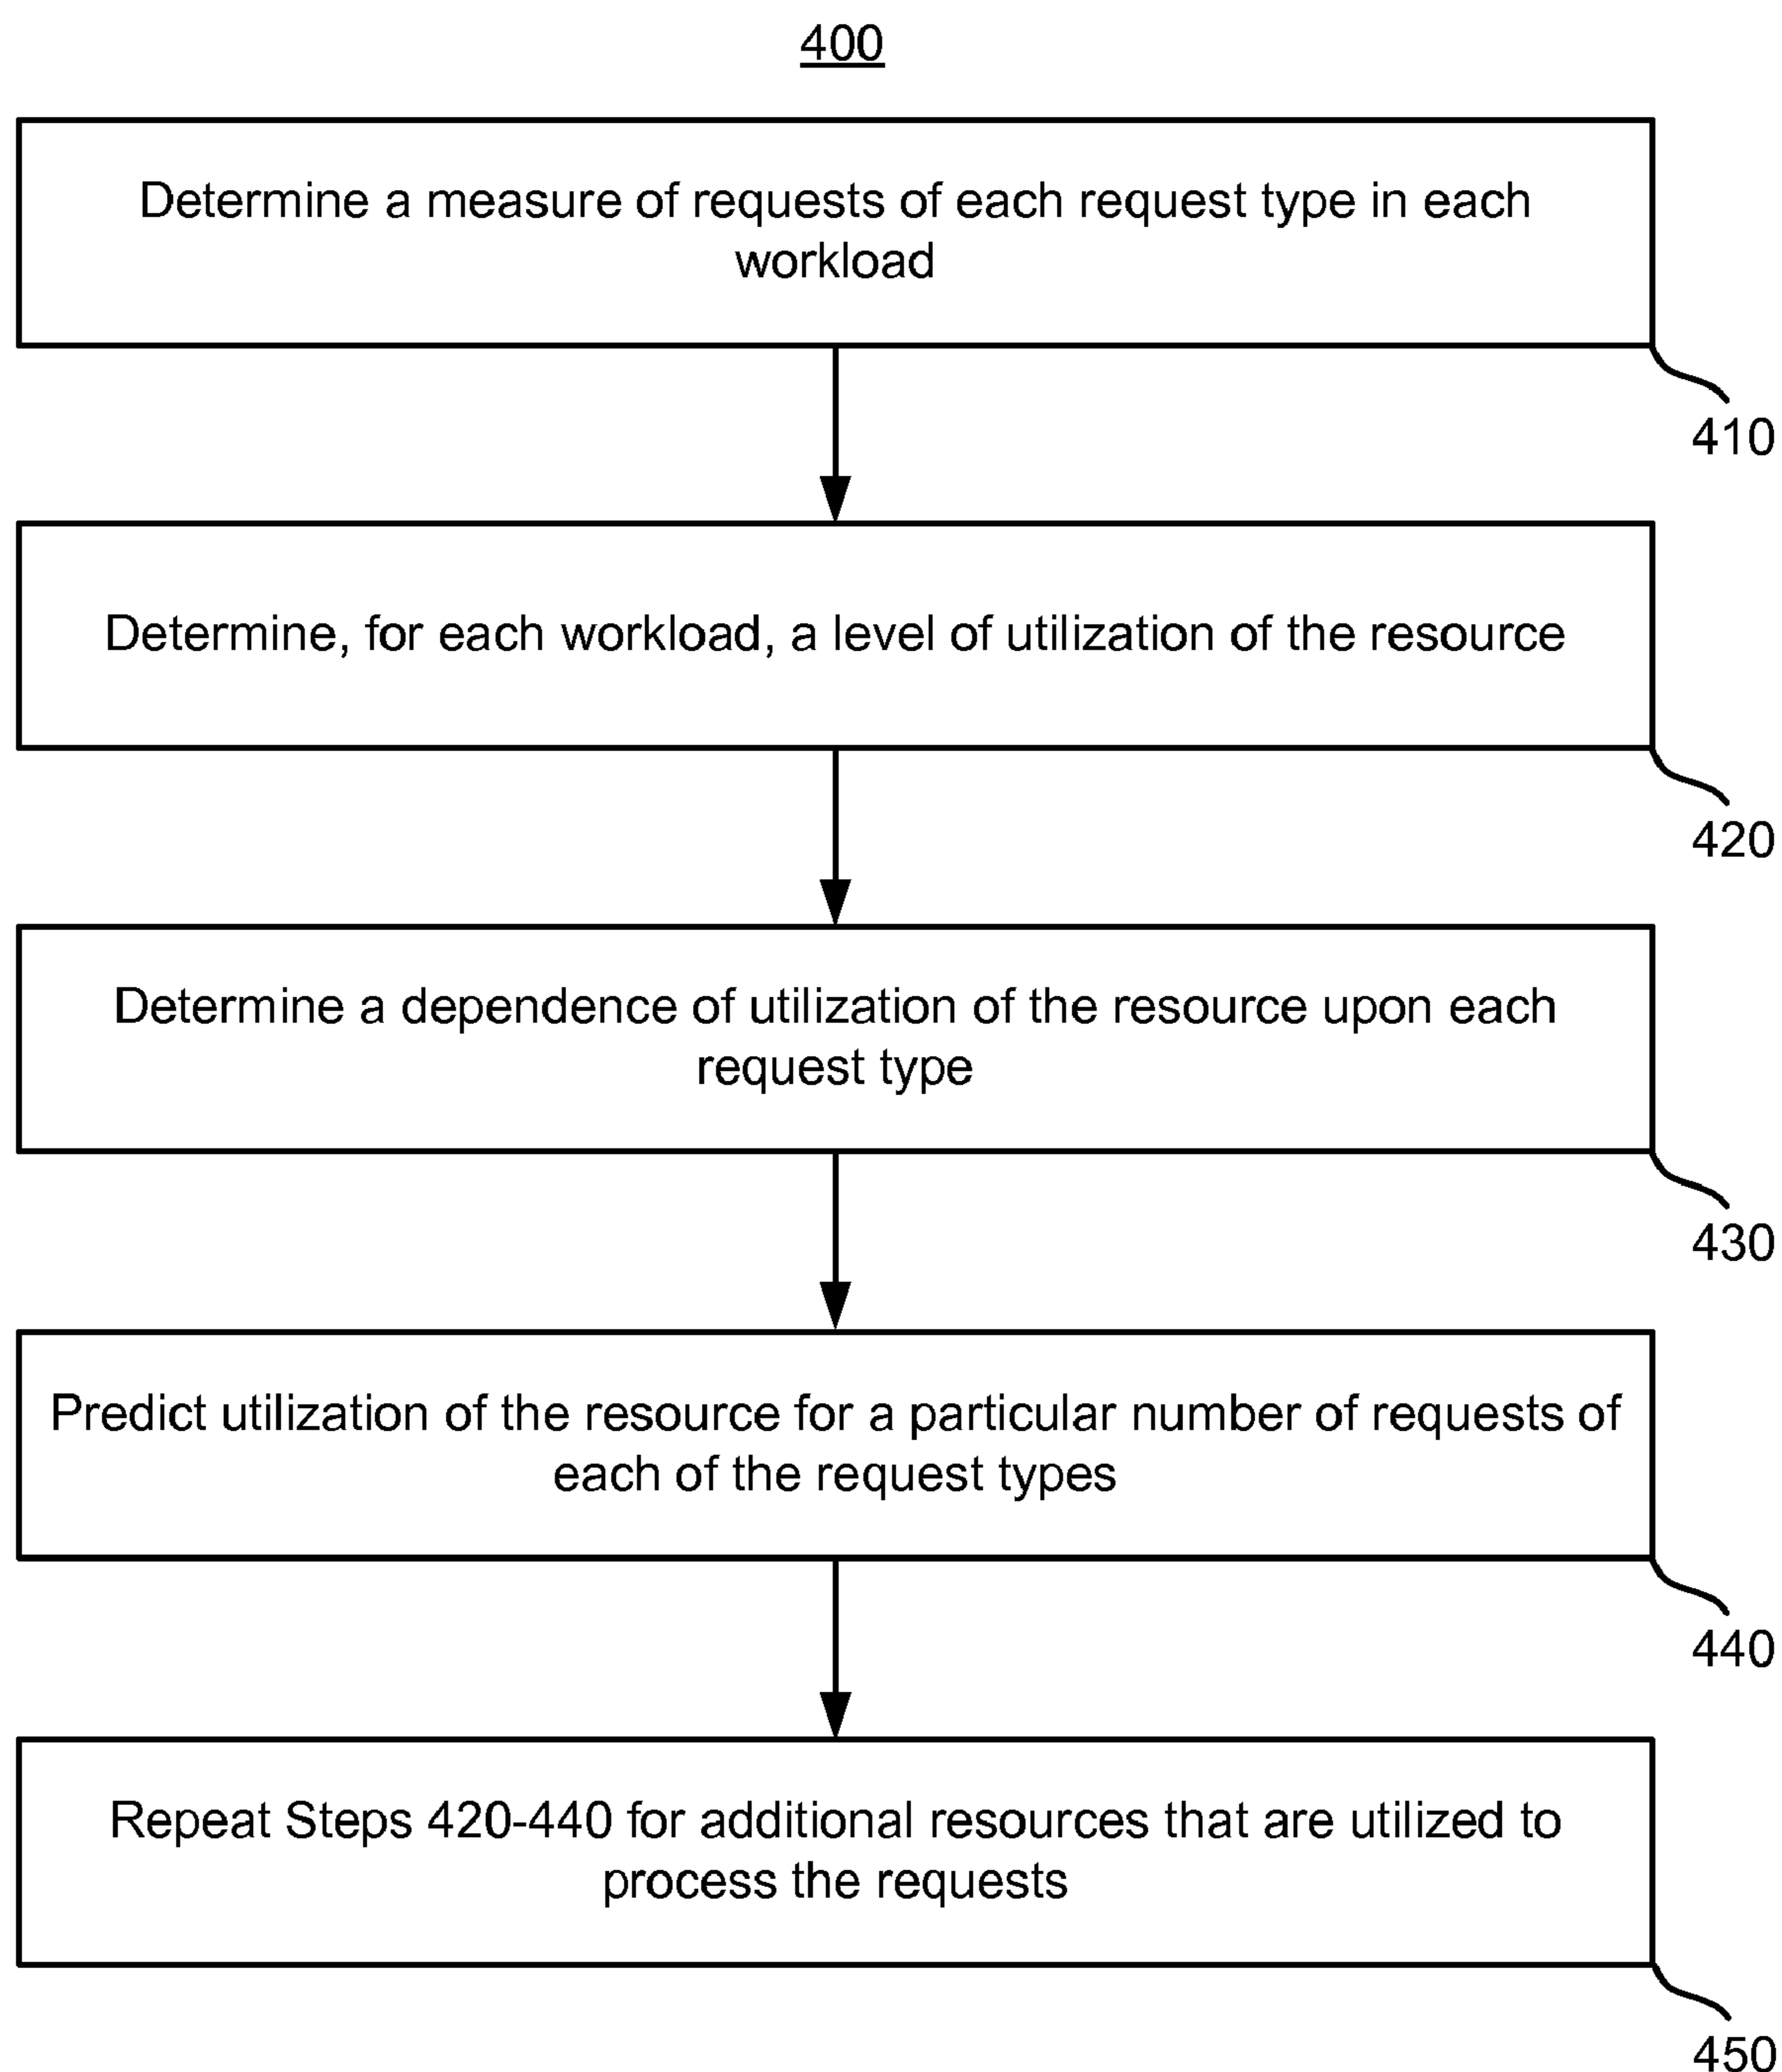 400
Determine a measure of requests of each request type in each
workload
410
Determine, for each workload, a level of utilization of the resource
420
Determine a dependence of utilization of the resource upon each
request type
430
Predict utilization of the resource for a particular number of requests of
each of the request types
440
Repeat Steps 420-440 for additional resources that are utilized to
process the requests
450